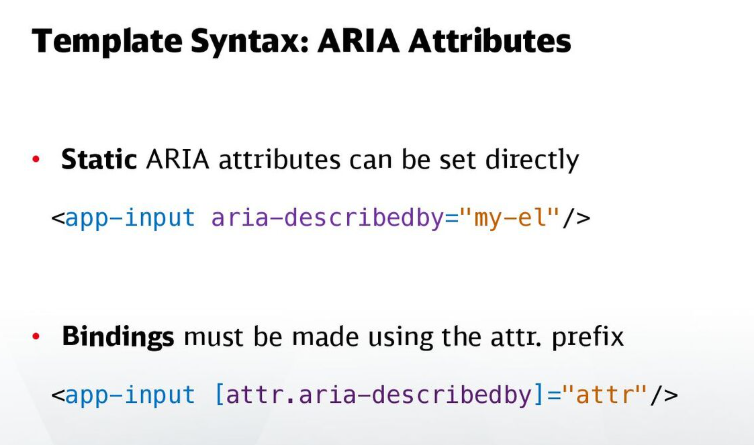 Template Syntax: ARIA Attributes
• Static ARIA attributes can be set directly
<app-input aria-describedby="my-el"/>
• Bindings must be made using the attr. prefix
<app-input [attr.aria-describedby]="attr"/>